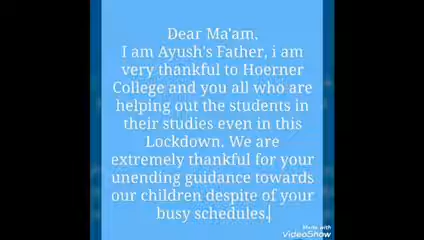 Dear Ma'am.
I am Ayush's Father, i am
very thankful to Hoerner
College and you all who are
helping out the students in
their studies even in this
Lockdown. We are
extremely thankful for your
unending guidance towards
our children despite of your
busy schedules.
Made with
VideoShow